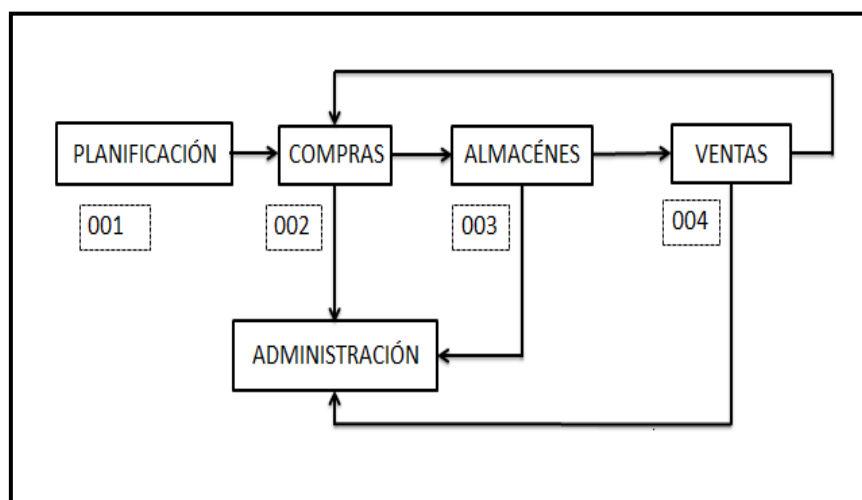 PLANIFICACIÓN
COMPRAS
ALMACÉNES
VENTAS
001
002
003
004
ADMINISTRACIÓN